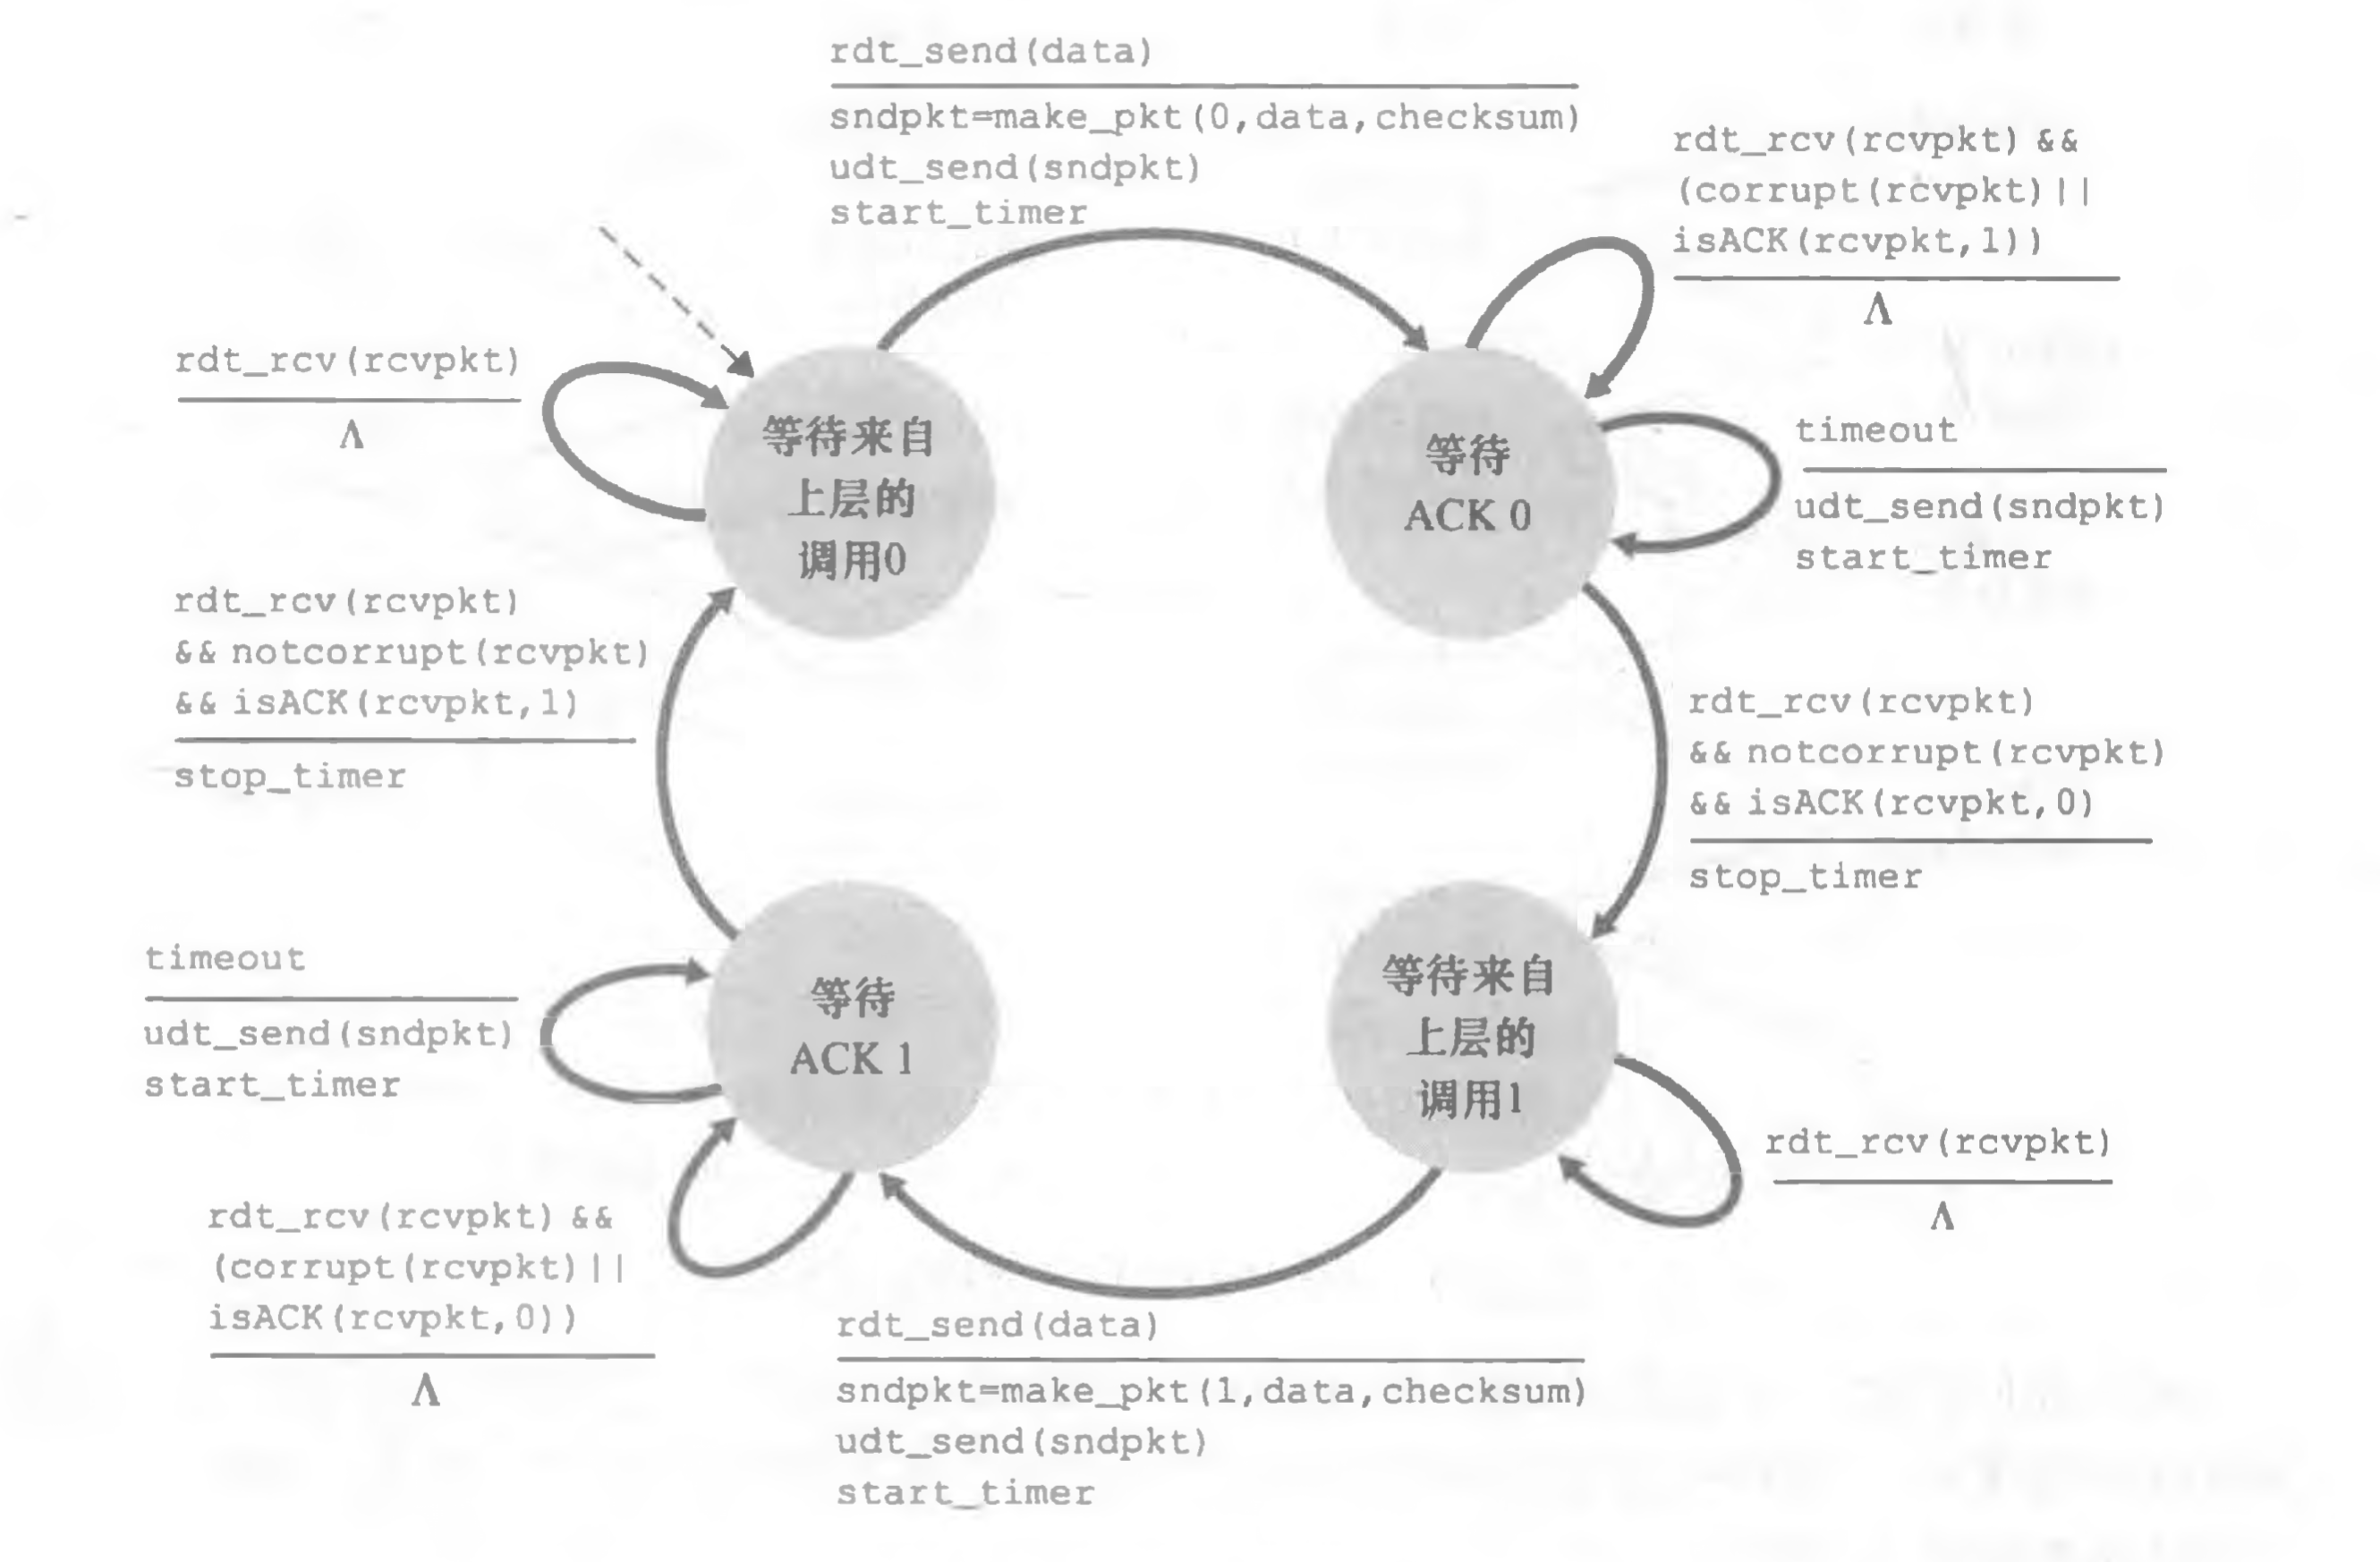 rdt_send(data)
sndpkt=make_pkt(0,data,checksum)
udt_send(sndpkt)
start_timer
rdt_rcv(rcvpkt) &&
(corrupt(rcvpkt)||
isACK(rcvpkt,1))
Λ
rdt_rcv(rcvpkt)
Λ
等待来自
上层的
调用0
等待
ACK 0
timeout
udt_send(sndpkt)
start_timer
rdt_rcv(rcvpkt)
&& notcorrupt(rcvpkt)
&& isACK(rcvpkt,1)
stop_timer
rdt_rcv(rcvpkt)
&& notcorrupt(rcvpkt)
&& isACK(rcvpkt,0)
stop_timer
timeout
udt_send(sndpkt)
start_timer
等待
ACK 1
等待来自
上层的
调用1
rdt_rcv(rcvpkt)
Λ
rdt_rcv(rcvpkt) &&
(corrupt(rcvpkt)||
isACK(rcvpkt,0))
Λ
rdt_send(data)
sndpkt=make_pkt(1,data,checksum)
udt_send(sndpkt)
start_timer